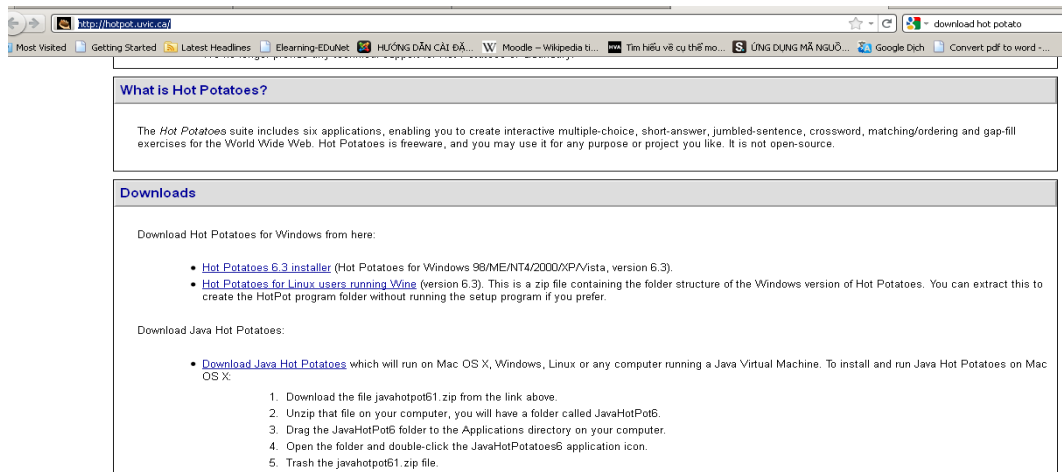 http://hotpot.uvic.ca/
download hot potato
Most Visited Getting Started Latest Headlines Elearning-EDuNet HƯỚNG DẪN CÀI ĐẶ... Moodle – Wikipedia ti... Tìm hiểu về cụ thể mo... ỨNG DỤNG MÃ NGUỒ... Google Dịch Convert pdf to word -...
What is Hot Potatoes?
The Hot Potatoes suite includes six applications, enabling you to create interactive multiple-choice, short-answer, jumbled-sentence, crossword, matching/ordering and gap-fill
exercises for the World Wide Web. Hot Potatoes is freeware, and you may use it for any purpose or project you like. It is not open-source.
Downloads
Download Hot Potatoes for Windows from here:
• Hot Potatoes 6.3 installer (Hot Potatoes for Windows 98/ME/NT4/2000/XP/Vista, version 6.3).
• Hot Potatoes for Linux users running Wine (version 6.3). This is a zip file containing the folder structure of the Windows version of Hot Potatoes. You can extract this to
create the HotPot program folder without running the setup program if you prefer.
Download Java Hot Potatoes:
• Download Java Hot Potatoes which will run on Mac OS X, Windows, Linux or any computer running a Java Virtual Machine. To install and run Java Hot Potatoes on Mac
OS X:
1. Download the file javahotpot61.zip from the link above.
2. Unzip that file on your computer, you will have a folder called JavaHotPot6.
3. Drag the JavaHotPot6 folder to the Applications directory on your computer.
4. Open the folder and double-click the JavaHotPotatoes6 application icon.
5. Trash the javahotpot61.zip file.